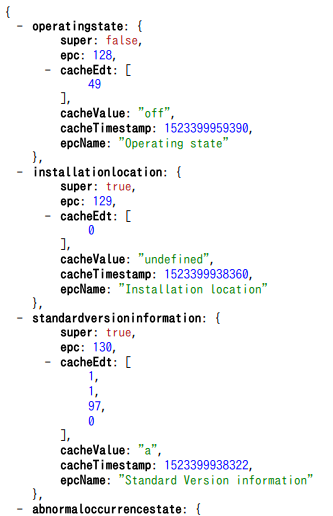 {
- operatingstate: {
super: false,
epc: 128,
- cacheEdt: [
49
],
cacheValue: "off",
cacheTimestamp: 1523399959390,
epcName: "Operating state"
},
- installationlocation: {
super: true,
epc: 129,
- cacheEdt: [
0
],
cacheValue: "undefined",
cacheTimestamp: 1523399938360,
epcName: "Installation location"
},
- standardversioninformation: {
super: true,
epc: 130,
- cacheEdt: [
1,
1,
97,
0
],
cacheValue: "a",
cacheTimestamp: 1523399938322,
epcName: "Standard Version information"
},
- abnormaloccurrencestate: {